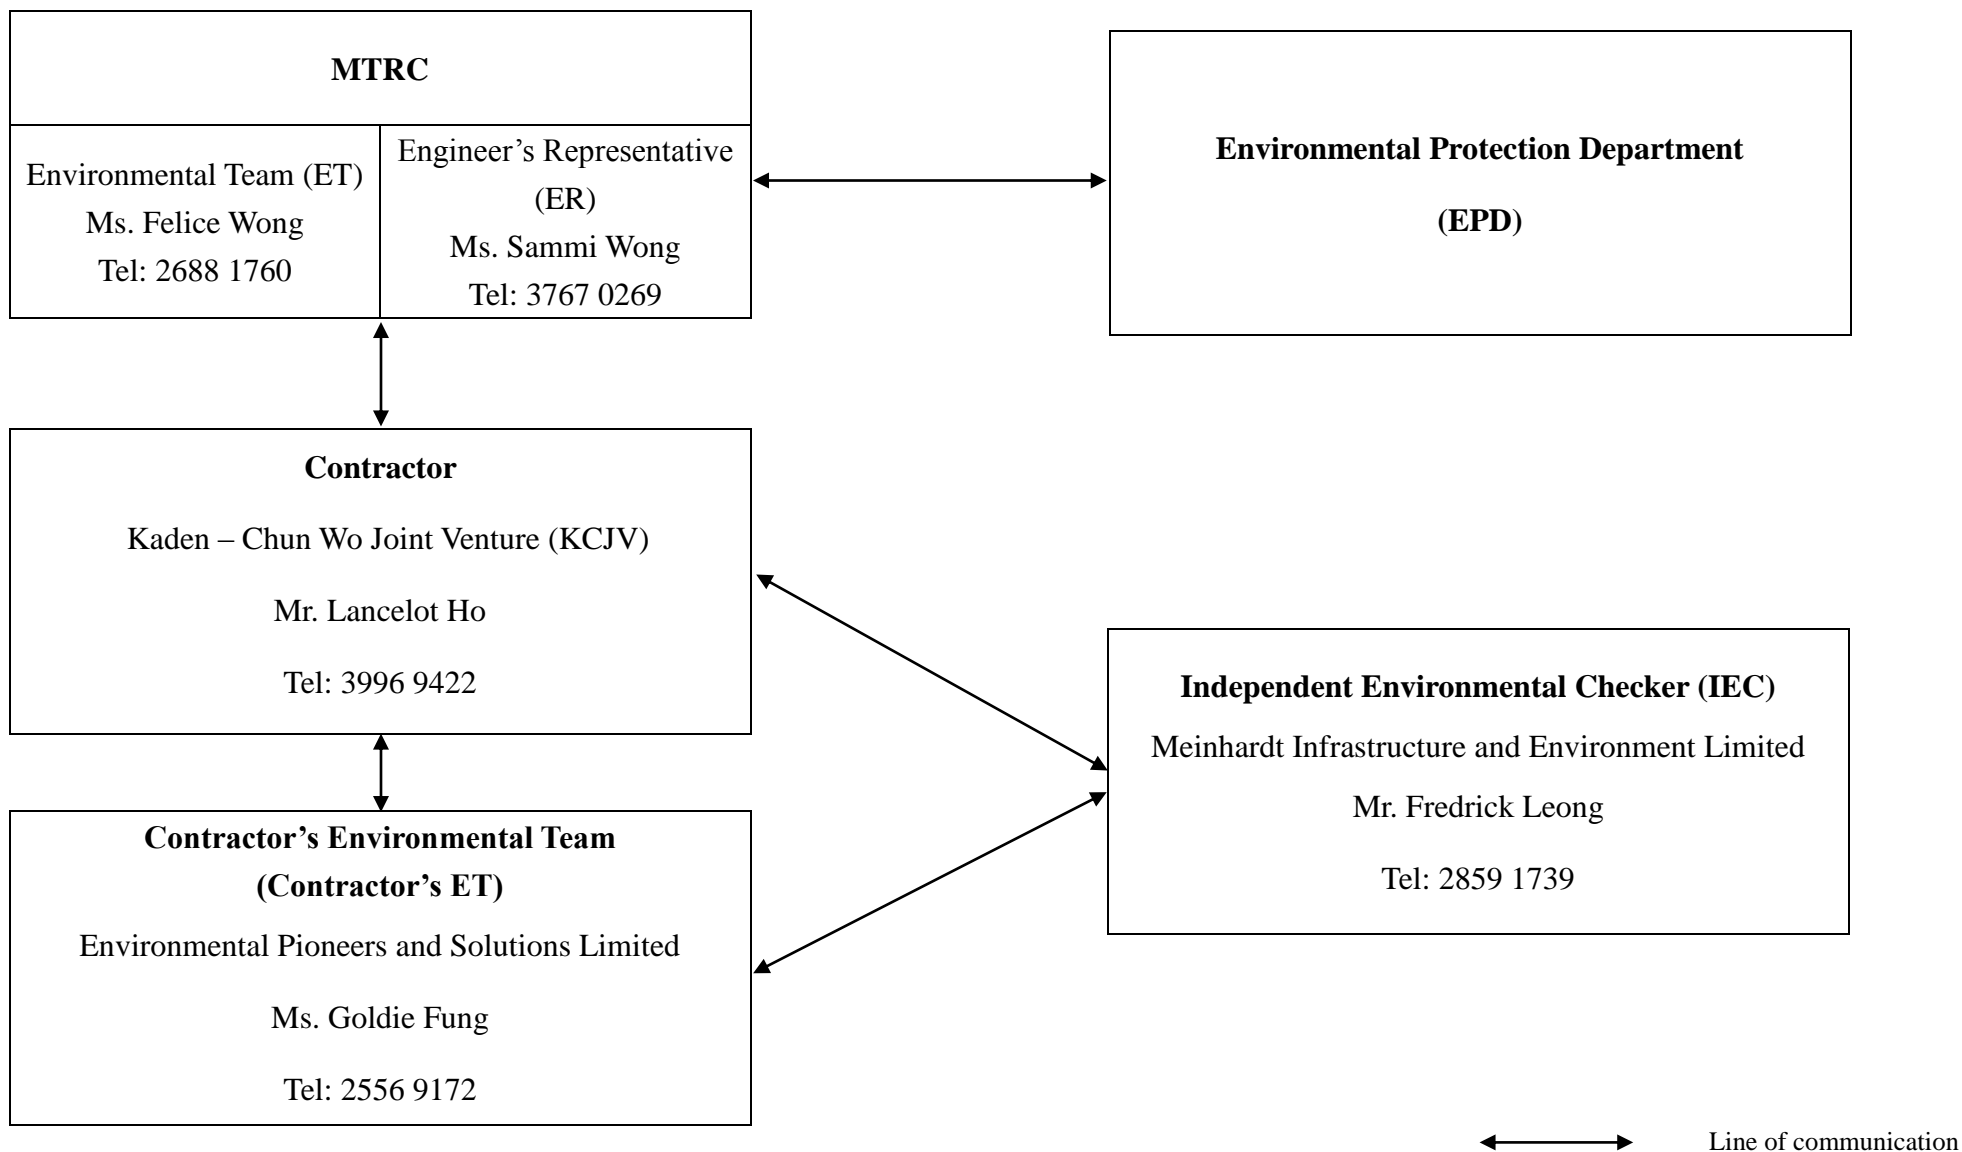 MTRC
Environmental Team (ET)
Ms. Felice Wong
Tel: 2688 1760
Engineer’s Representative
(ER)
Ms. Sammi Wong
Tel: 3767 0269
Environmental Protection Department
(EPD)
Contractor
Kaden – Chun Wo Joint Venture (KCJV)
Mr. Lancelot Ho
Tel: 3996 9422
Independent Environmental Checker (IEC)
Meinhardt Infrastructure and Environment Limited
Mr. Fredrick Leong
Tel: 2859 1739
Contractor’s Environmental Team
(Contractor’s ET)
Environmental Pioneers and Solutions Limited
Ms. Goldie Fung
Tel: 2556 9172
Line of communication